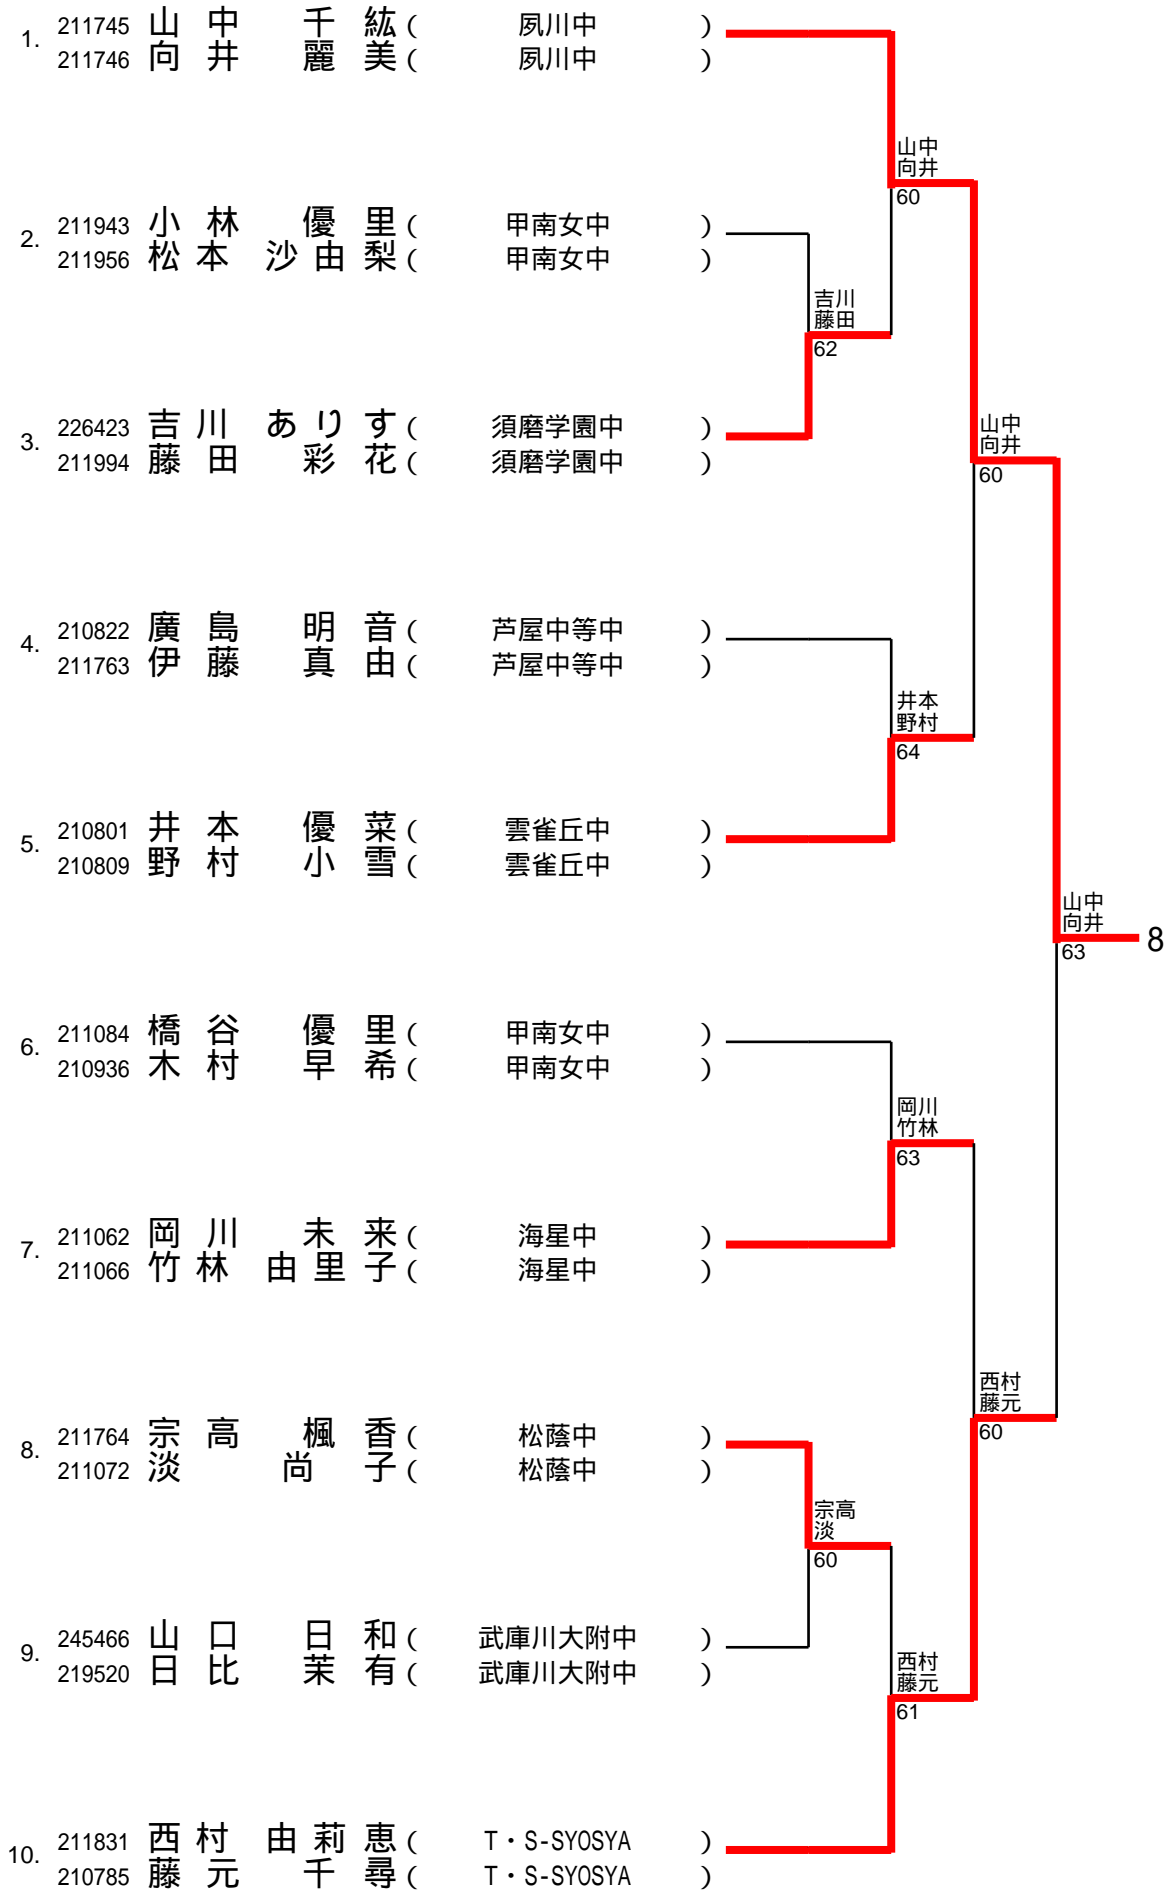 1. 211745 山中 千紘 ( 夙川中 )
211746 向井 麗美 ( 夙川中 )
山中
向井
60
2. 211943 小林 優里 ( 甲南女中 )
211956 松本 沙由梨 ( 甲南女中 )
吉川
藤田
62
3. 226423 吉川 ありす ( 須磨学園中 )
211994 藤田 彩花 ( 須磨学園中 )
山中
向井
60
4. 210822 廣島 明音 ( 芦屋中等中 )
211763 伊藤 真由 ( 芦屋中等中 )
井本
野村
64
5. 210801 井本 優菜 ( 雲雀丘中 )
210809 野村 小雪 ( 雲雀丘中 )
山中
向井
63
8
6. 211084 橋谷 優里 ( 甲南女中 )
210936 木村 早希 ( 甲南女中 )
岡川
竹林
63
7. 211062 岡川 未来 ( 海星中 )
211066 竹林 由里子 ( 海星中 )
西村
藤元
60
8. 211764 宗高 楓香 ( 松蔭中 )
211072 淡 尚子 ( 松蔭中 )
宗高
淡
60
9. 245466 山口 日和 ( 武庫川大附中 )
219520 日比 茉有 ( 武庫川大附中 )
西村
藤元
61
10. 211831 西村 由莉恵 ( T・S-SYOSYA )
210785 藤元 千尋 ( T・S-SYOSYA )